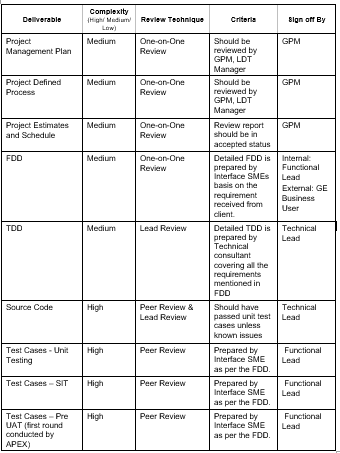 Deliverable
Complexity
(High/ Medium/
Low)
Review Technique
Criteria
Sign off By
Project
Management Plan
Medium
One-on-One
Review
Should be
reviewed by
GPM, LDT
Manager
GPM
Project Defined
Process
Medium
One-on-One
Review
Should be
reviewed by
GPM, LDT
Manager
GPM
Project Estimates
and Schedule
Medium
One-on-One
Review
Review report
should be in
accepted status
GPM
FDD
Medium
One-on-One
Review
Detailed FDD is
prepared by
Interface SMEs
basis on the
requirement
received from
client.
Internal:
Functional
Lead
External: GE
Business
User
TDD
Medium
Lead Review
Detailed TDD is
prepared by
Technical
consultant
covering all the
requirements
mentioned in
FDD
Technical
Lead
Source Code
High
Peer Review &
Lead Review
Should have
passed unit test
cases unless
known issues
Technical
Lead
Test Cases - Unit
Testing
High
Peer Review
Prepared by
Interface SME
as per the FDD.
Functional
Lead
Test Cases – SIT
High
Peer Review
Prepared by
Interface SME
as per the FDD.
Functional
Lead
Test Cases – Pre
UAT (first round
conducted by
APEX)
High
Peer Review
Prepared by
Interface SME
as per the FDD.
Functional
Lead